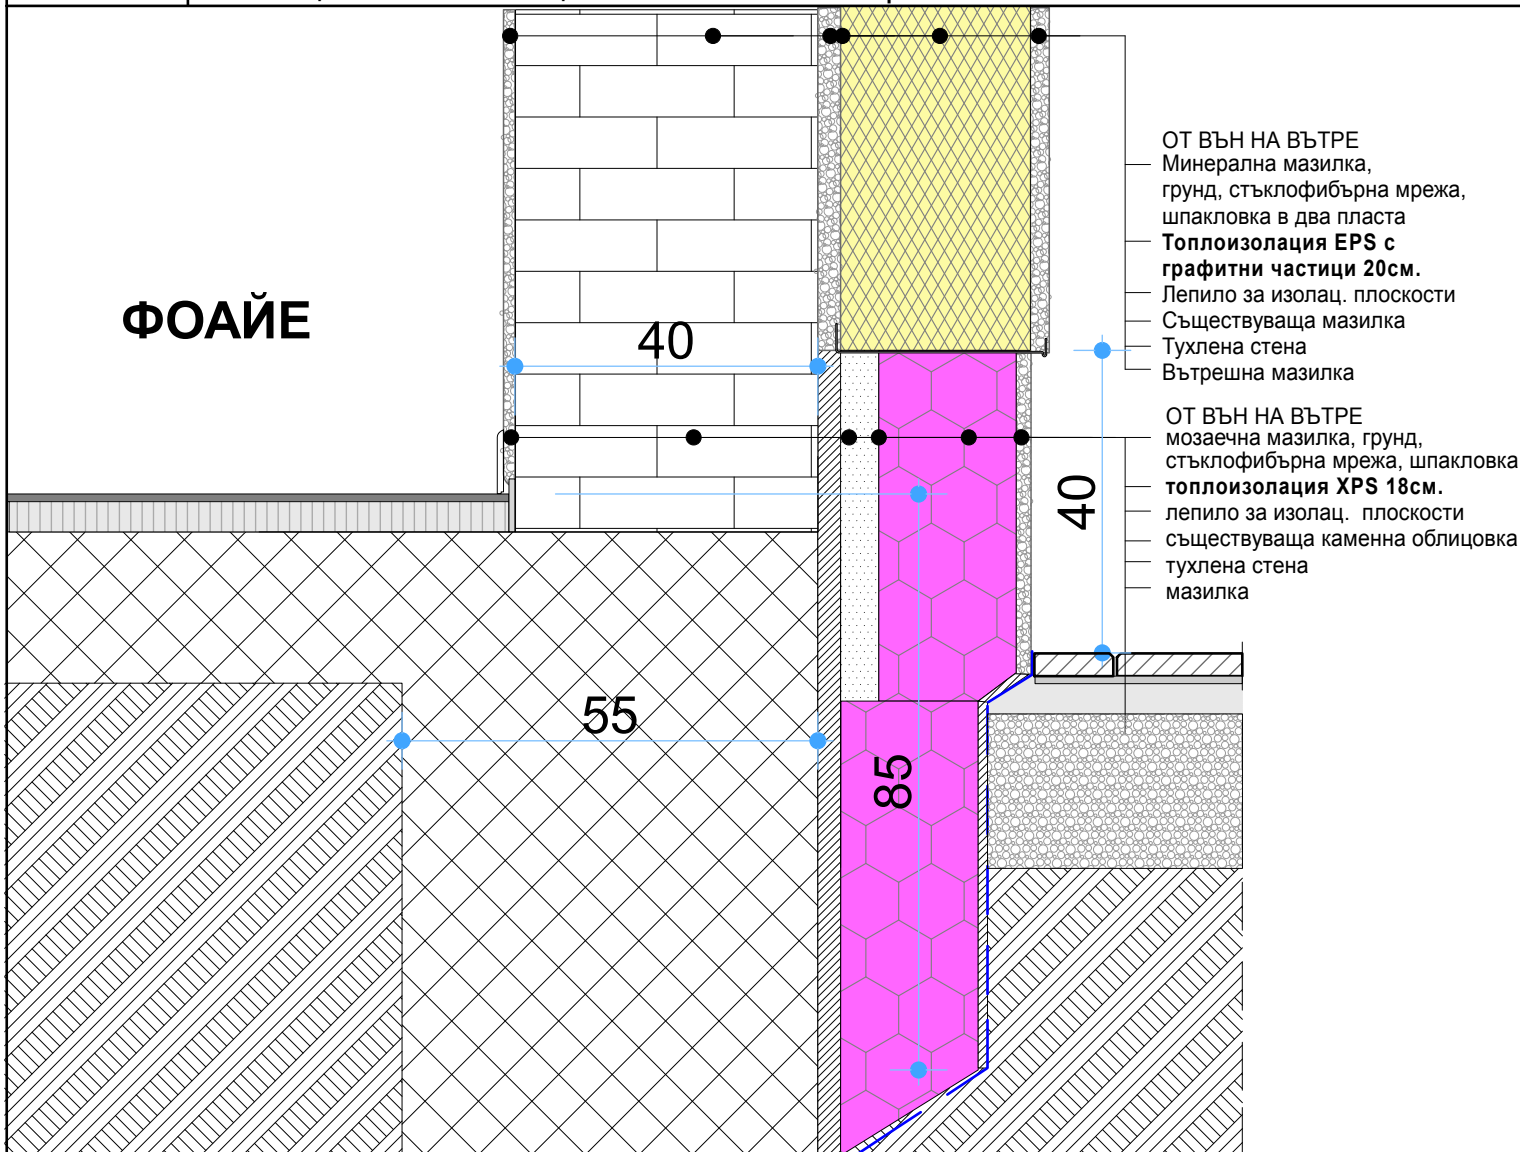 ФОАЙЕ
40
55
85
40
ОТ ВЪН НА ВЪТРЕ
Минерална мазилка,
грунд, стъклофибърна мрежа,
шпакловка в два пласта
Топлоизолация EPS с
графитни частици 20см.
Лепило за изолац. плоскости
Съществуваща мазилка
Тухлена стена
Вътрешна мазилка
ОТ ВЪН НА ВЪТРЕ
мозаечна мазилка, грунд,
стъклофибърна мрежа, шпакловка
топлоизолация XPS 18см.
лепило за изолац. плоскости
съществуваща каменна облицовка
тухлена стена
мазилка